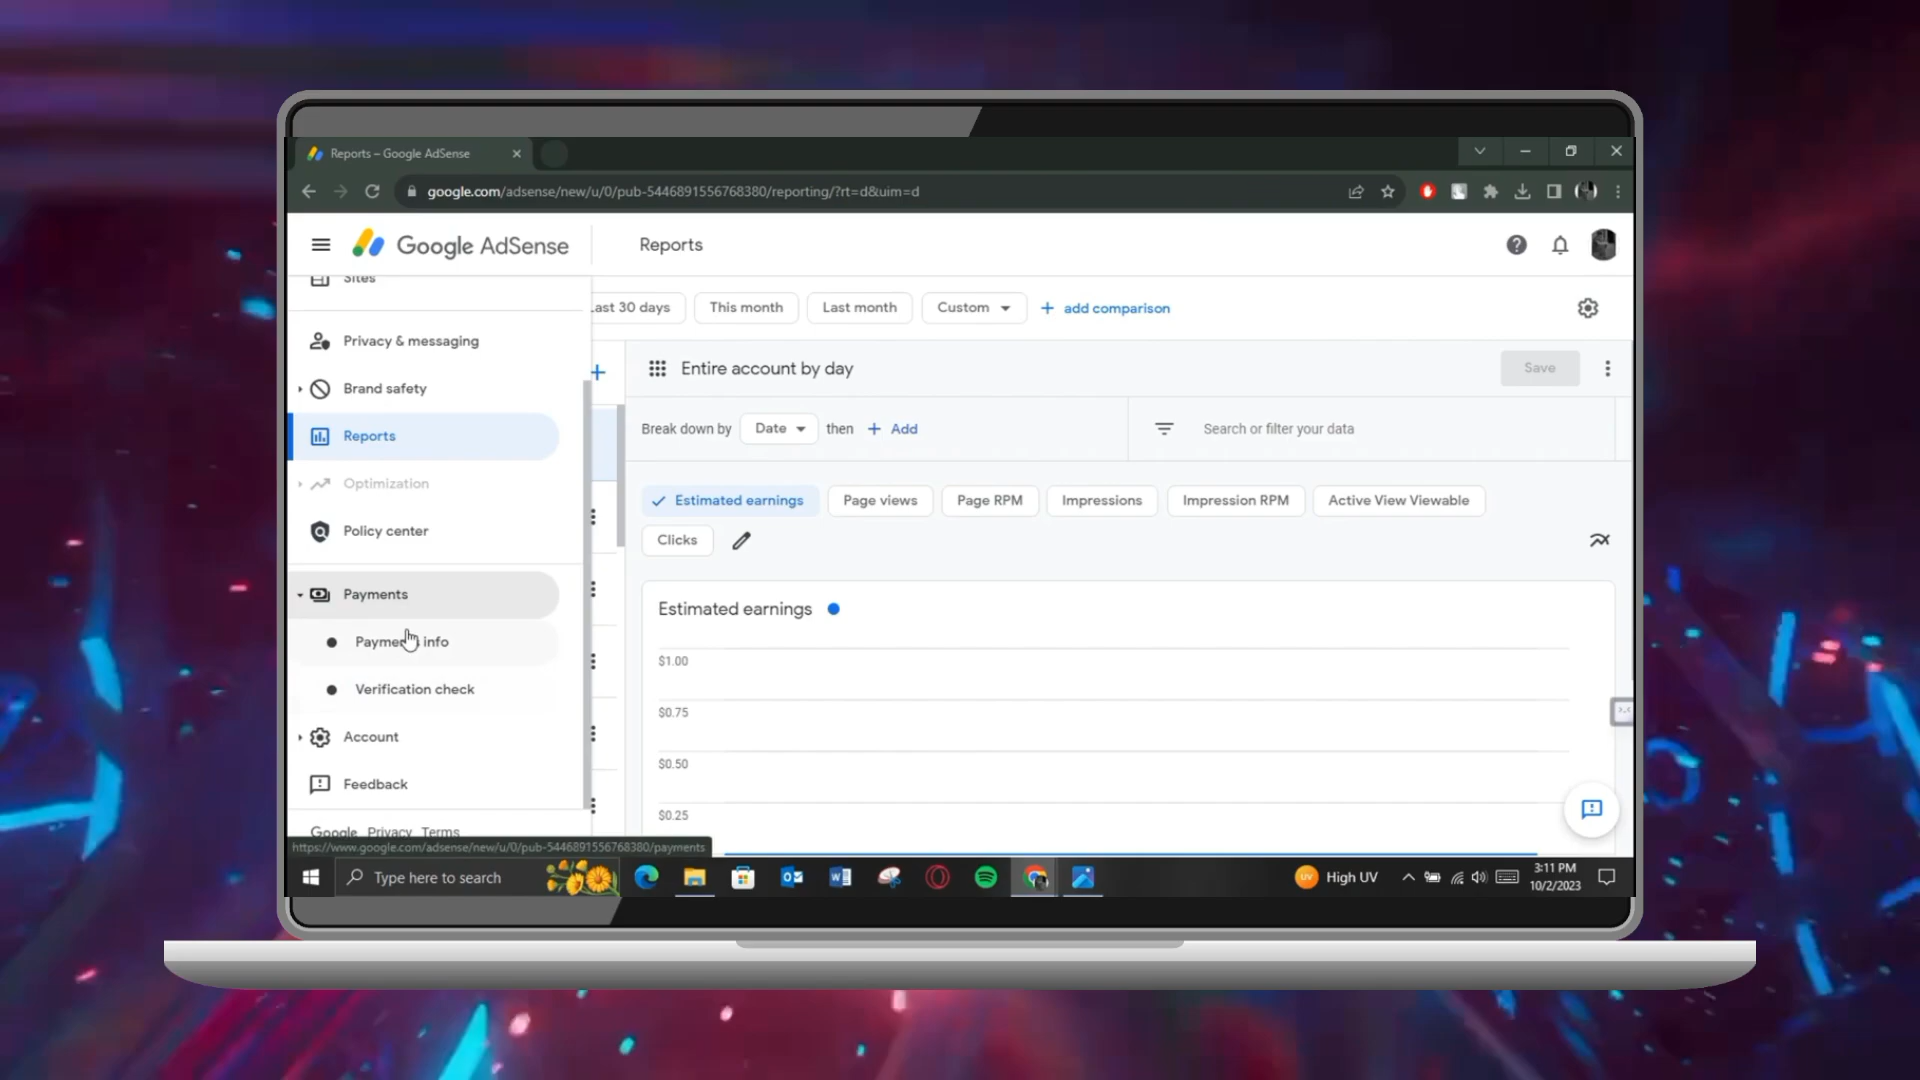 Reports – Google AdSense
google.com/adsense/new/u/0/pub-5446891556768380/reporting/?rt=d&uim=d
Google AdSense
Reports
Sites
Last 30 days
This month
Last month
Custom
+ add comparison
Privacy & messaging
Brand safety
Reports
Optimization
Policy center
Payments
Payments info
Verification check
Account
Feedback
Google Privacy Terms
https://www.google.com/adsense/new/u/0/pub-5446891556768380/payments
Entire account by day
Save
Break down by Date then + Add
Search or filter your data
Estimated earnings
Page views
Page RPM
Impressions
Impression RPM
Active View Viewable
Clicks
Estimated earnings
$1.00
$0.75
$0.50
$0.25
Type here to search
UV
High UV
3:11 PM
10/2/2023